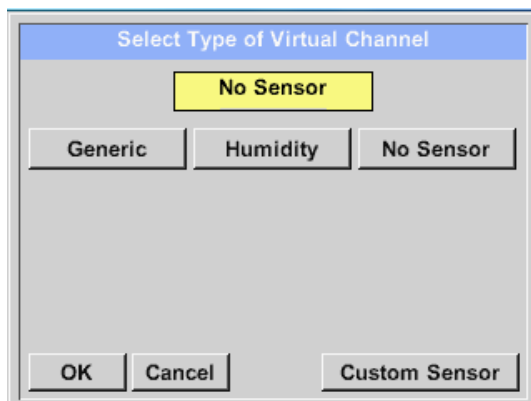 Select Type of Virtual Channel
No Sensor
Generic Humidity No Sensor
OK Cancel Custom Sensor